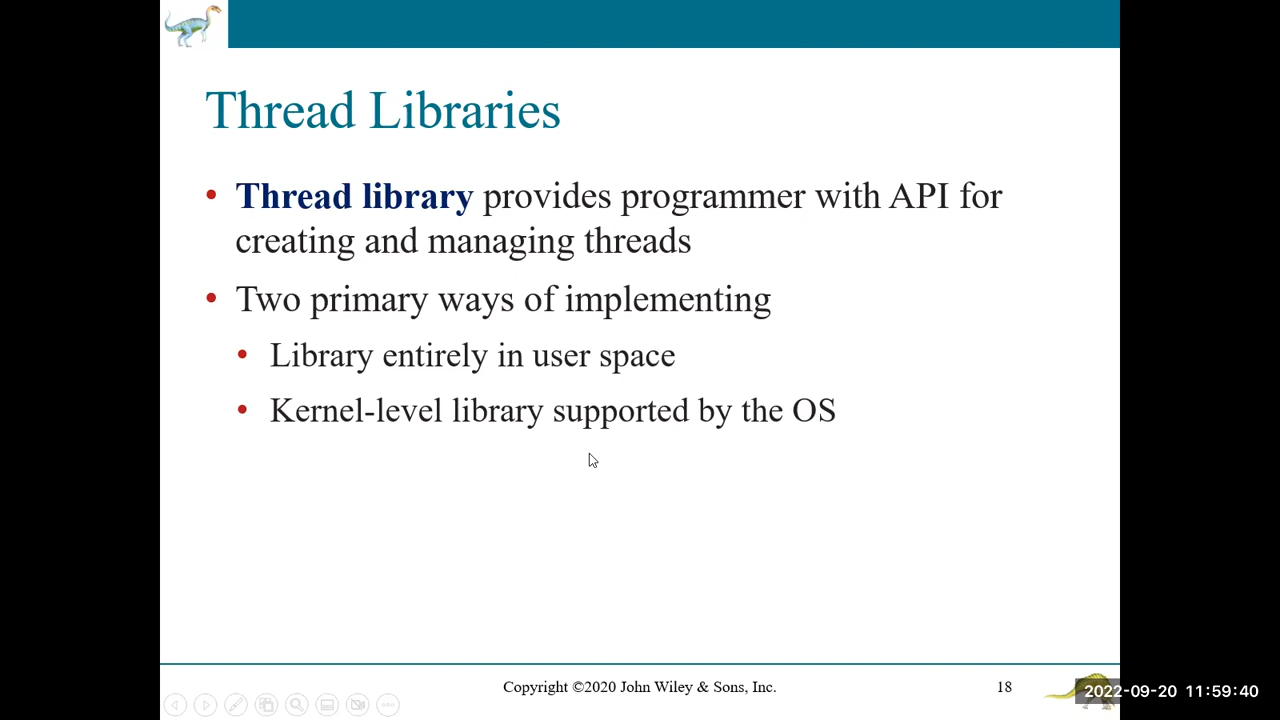 Thread Libraries
• Thread library provides programmer with API for
creating and managing threads
• Two primary ways of implementing
• Library entirely in user space
• Kernel-level library supported by the OS
Copyright ©2020 John Wiley & Sons, Inc.
18
2022-09-20 11:59:40